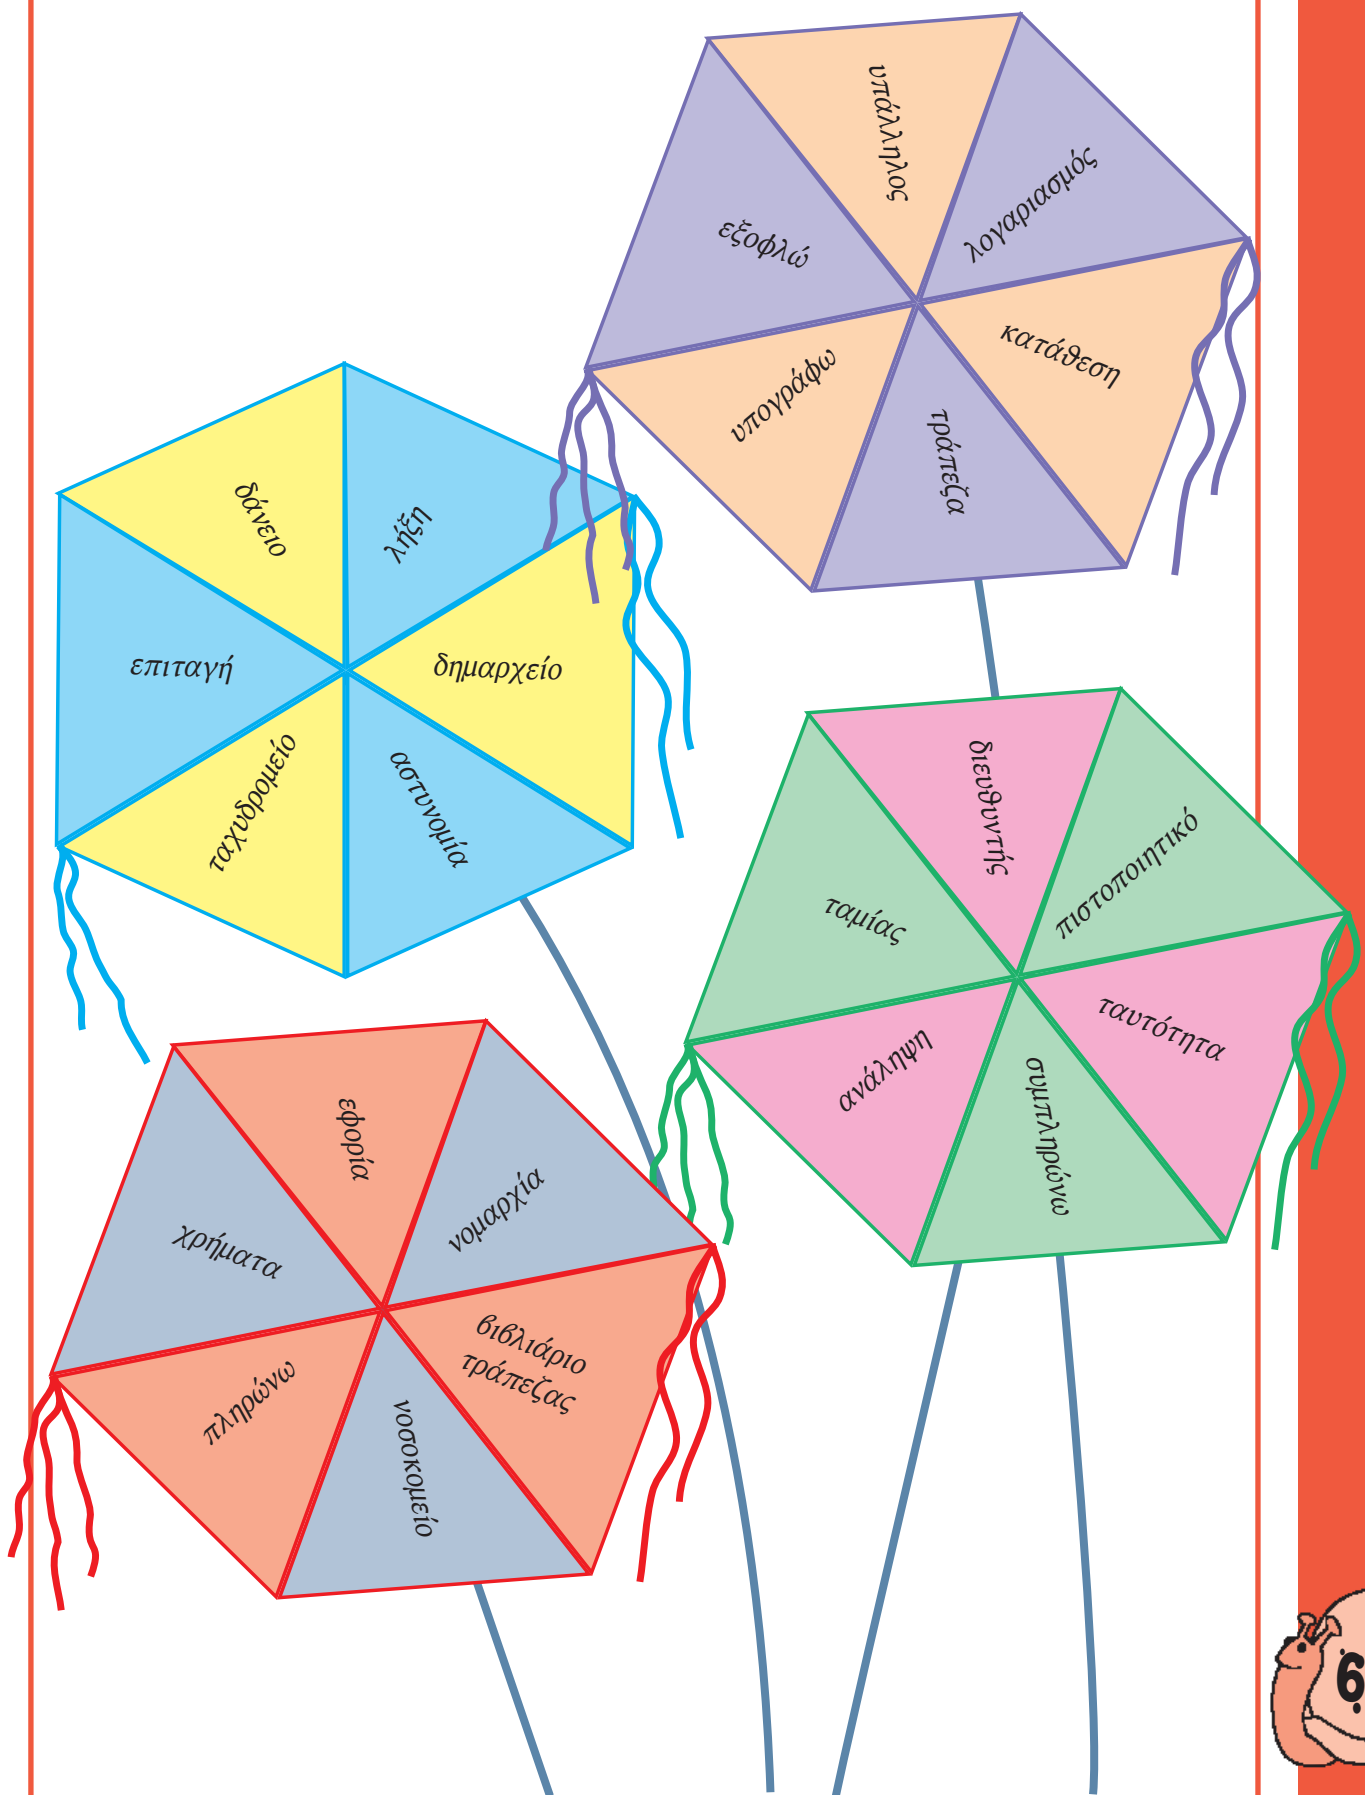 υπάλληλος
λογαριασμός
κατάθεση
τράπεζα
υπογράφω
εξοφλώ
δάνειο
λήξη
δημαρχείο
αστυνομία
ταχυδρομείο
επιταγή
διευθυντής
πιστοποιητικό
ταυτότητα
συμπληρώνω
ανάληψη
ταμίας
εφορία
νομαρχία
βιβλιάριο
τράπεζας
νοσοκομείο
πληρώνω
χρήματα
6